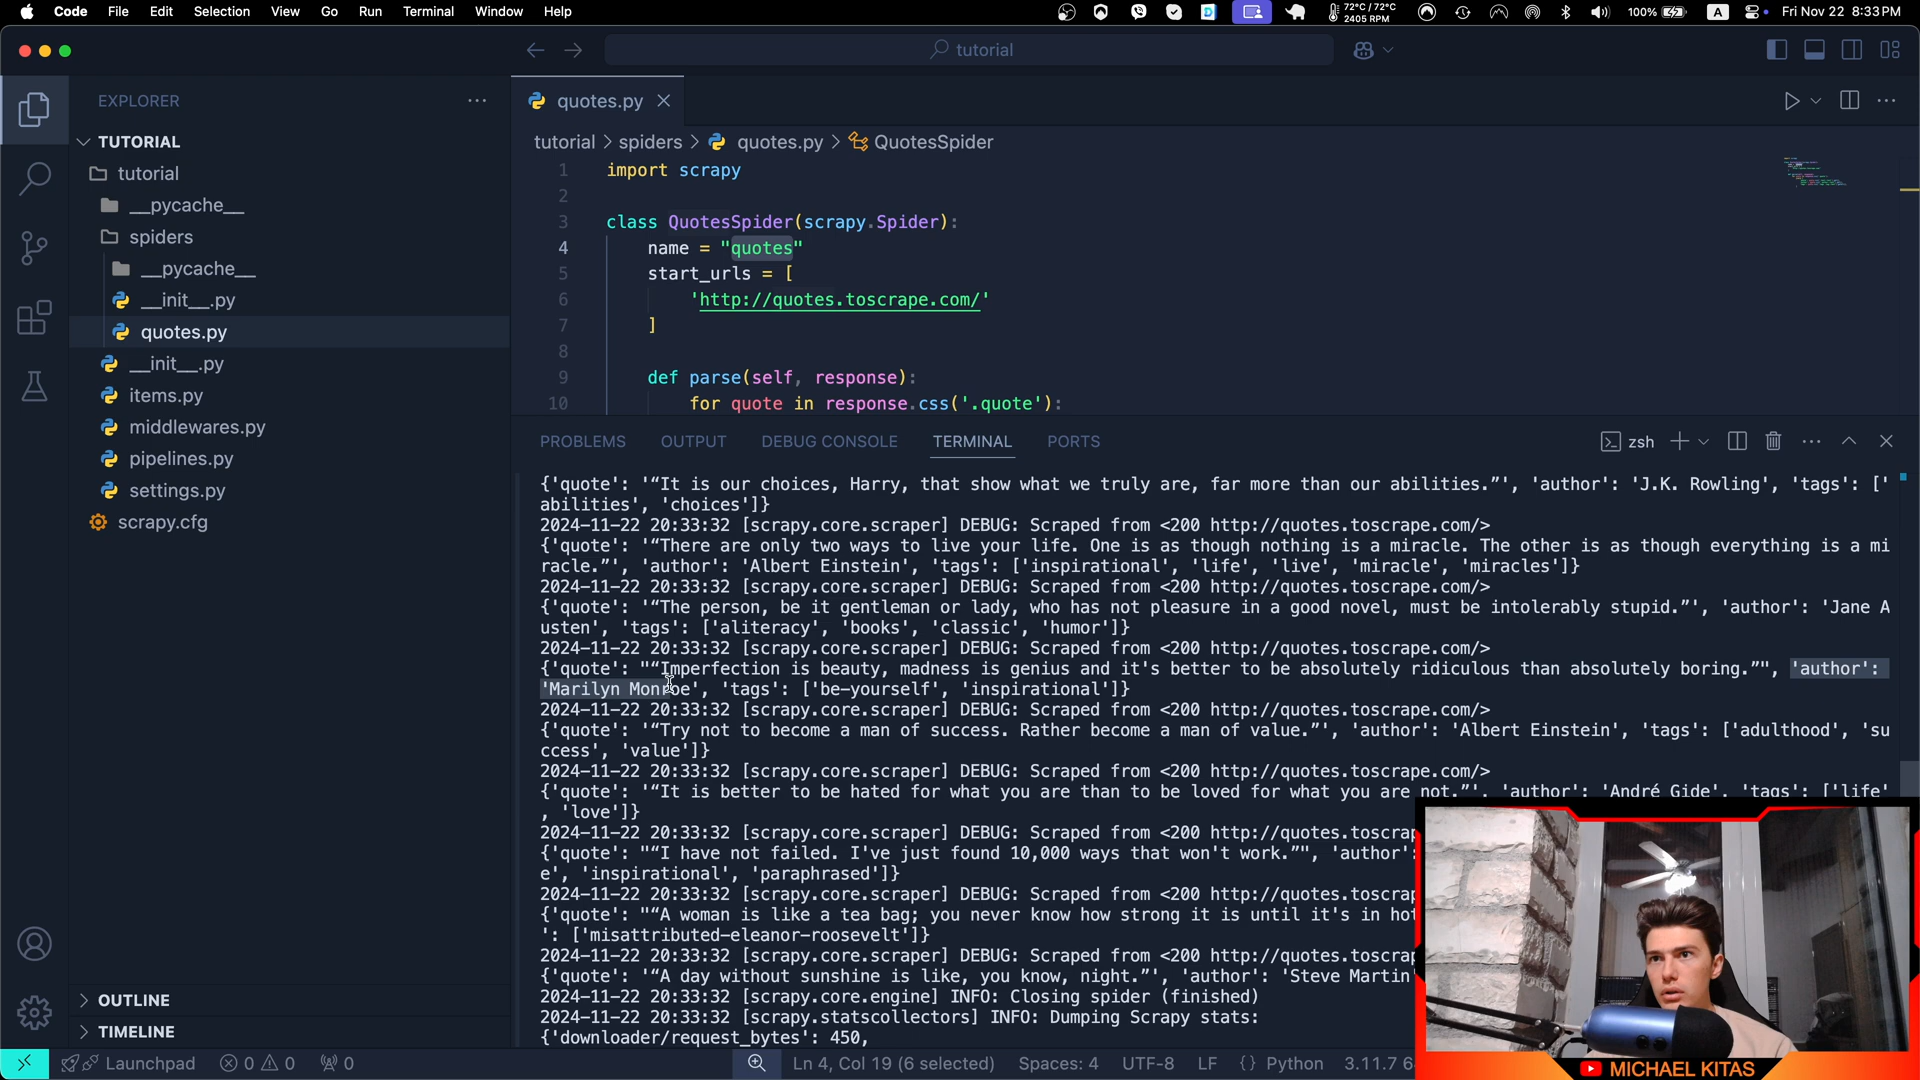 Code File Edit Selection View Go Run Terminal Window Help
72°C / 72°C
2405 RPM
100%
A
Fri Nov 22 8:33 PM
tutorial
EXPLORER
TUTORIAL
tutorial
__pycache__
spiders
__pycache__
__init__.py
quotes.py
__init__.py
items.py
middlewares.py
pipelines.py
settings.py
scrapy.cfg
OUTLINE
TIMELINE
quotes.py
tutorial > spiders > quotes.py > QuotesSpider
1 import scrapy
2
3 class QuotesSpider(scrapy.Spider):
4 name = "quotes"
5 start_urls = [
6 'http://quotes.toscrape.com/'
7 ]
8
9 def parse(self, response):
10 for quote in response.css('.quote'):
PROBLEMS OUTPUT DEBUG CONSOLE TERMINAL PORTS
zsh
{'quote': '“It is our choices, Harry, that show what we truly are, far more than our abilities.”', 'author': 'J.K. Rowling', 'tags': ['
abilities', 'choices']}
2024-11-22 20:33:32 [scrapy.core.scraper] DEBUG: Scraped from <200 http://quotes.toscrape.com/>
{'quote': '“There are only two ways to live your life. One is as though nothing is a miracle. The other is as though everything is a mi
racle.”', 'author': 'Albert Einstein', 'tags': ['inspirational', 'life', 'live', 'miracle', 'miracles']}
2024-11-22 20:33:32 [scrapy.core.scraper] DEBUG: Scraped from <200 http://quotes.toscrape.com/>
{'quote': '“The person, be it gentleman or lady, who has not pleasure in a good novel, must be intolerably stupid.”', 'author': 'Jane A
usten', 'tags': ['aliteracy', 'books', 'classic', 'humor']}
2024-11-22 20:33:32 [scrapy.core.scraper] DEBUG: Scraped from <200 http://quotes.toscrape.com/>
{'quote': "“Imperfection is beauty, madness is genius and it's better to be absolutely ridiculous than absolutely boring.”", 'author':
'Marilyn Monroe', 'tags': ['be-yourself', 'inspirational']}
2024-11-22 20:33:32 [scrapy.core.scraper] DEBUG: Scraped from <200 http://quotes.toscrape.com/>
{'quote': '“Try not to become a man of success. Rather become a man of value.”', 'author': 'Albert Einstein', 'tags': ['adulthood', 'su
ccess', 'value']}
2024-11-22 20:33:32 [scrapy.core.scraper] DEBUG: Scraped from <200 http://quotes.toscrape.com/>
{'quote': '“It is better to be hated for what you are than to be loved for what you are not.”', 'author': 'André Gide', 'tags': ['life'
, 'love']}
2024-11-22 20:33:32 [scrapy.core.scraper] DEBUG: Scraped from <200 http://quotes.toscrap
{'quote': "“I have not failed. I've just found 10,000 ways that won't work.”", 'author':
e', 'inspirational', 'paraphrased']}
2024-11-22 20:33:32 [scrapy.core.scraper] DEBUG: Scraped from <200 http://quotes.toscrap
{'quote': "“A woman is like a tea bag; you never know how strong it is until it's in hot
': ['misattributed-eleanor-roosevelt']}
2024-11-22 20:33:32 [scrapy.core.scraper] DEBUG: Scraped from <200 http://quotes.toscrap
{'quote': '“A day without sunshine is like, you know, night.”', 'author': 'Steve Martin'
2024-11-22 20:33:32 [scrapy.core.engine] INFO: Closing spider (finished)
2024-11-22 20:33:32 [scrapy.statscollectors] INFO: Dumping Scrapy stats:
{'downloader/request_bytes': 450,
Launchpad 0 0 0
Ln 4, Col 19 (6 selected) Spaces: 4 UTF-8 LF {} Python 3.11.7 6
MICHAEL KITAS